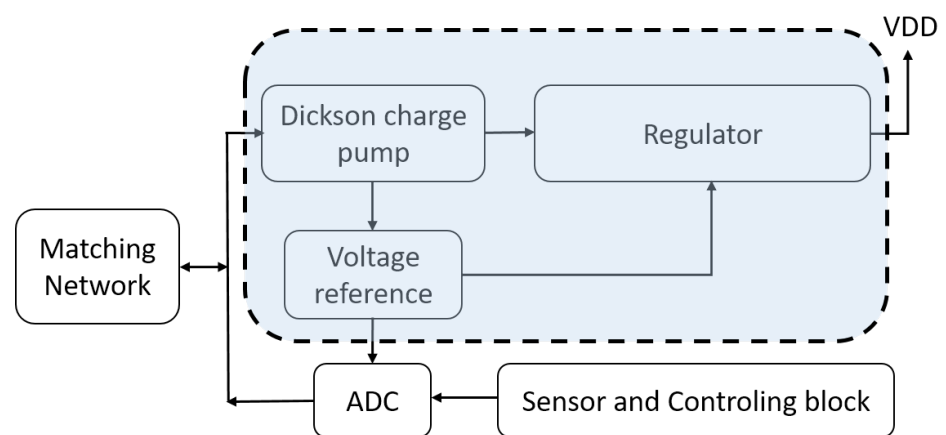 VDD
Dickson charge
pump
Regulator
Matching
Network
Voltage
reference
ADC
Sensor and Controling block